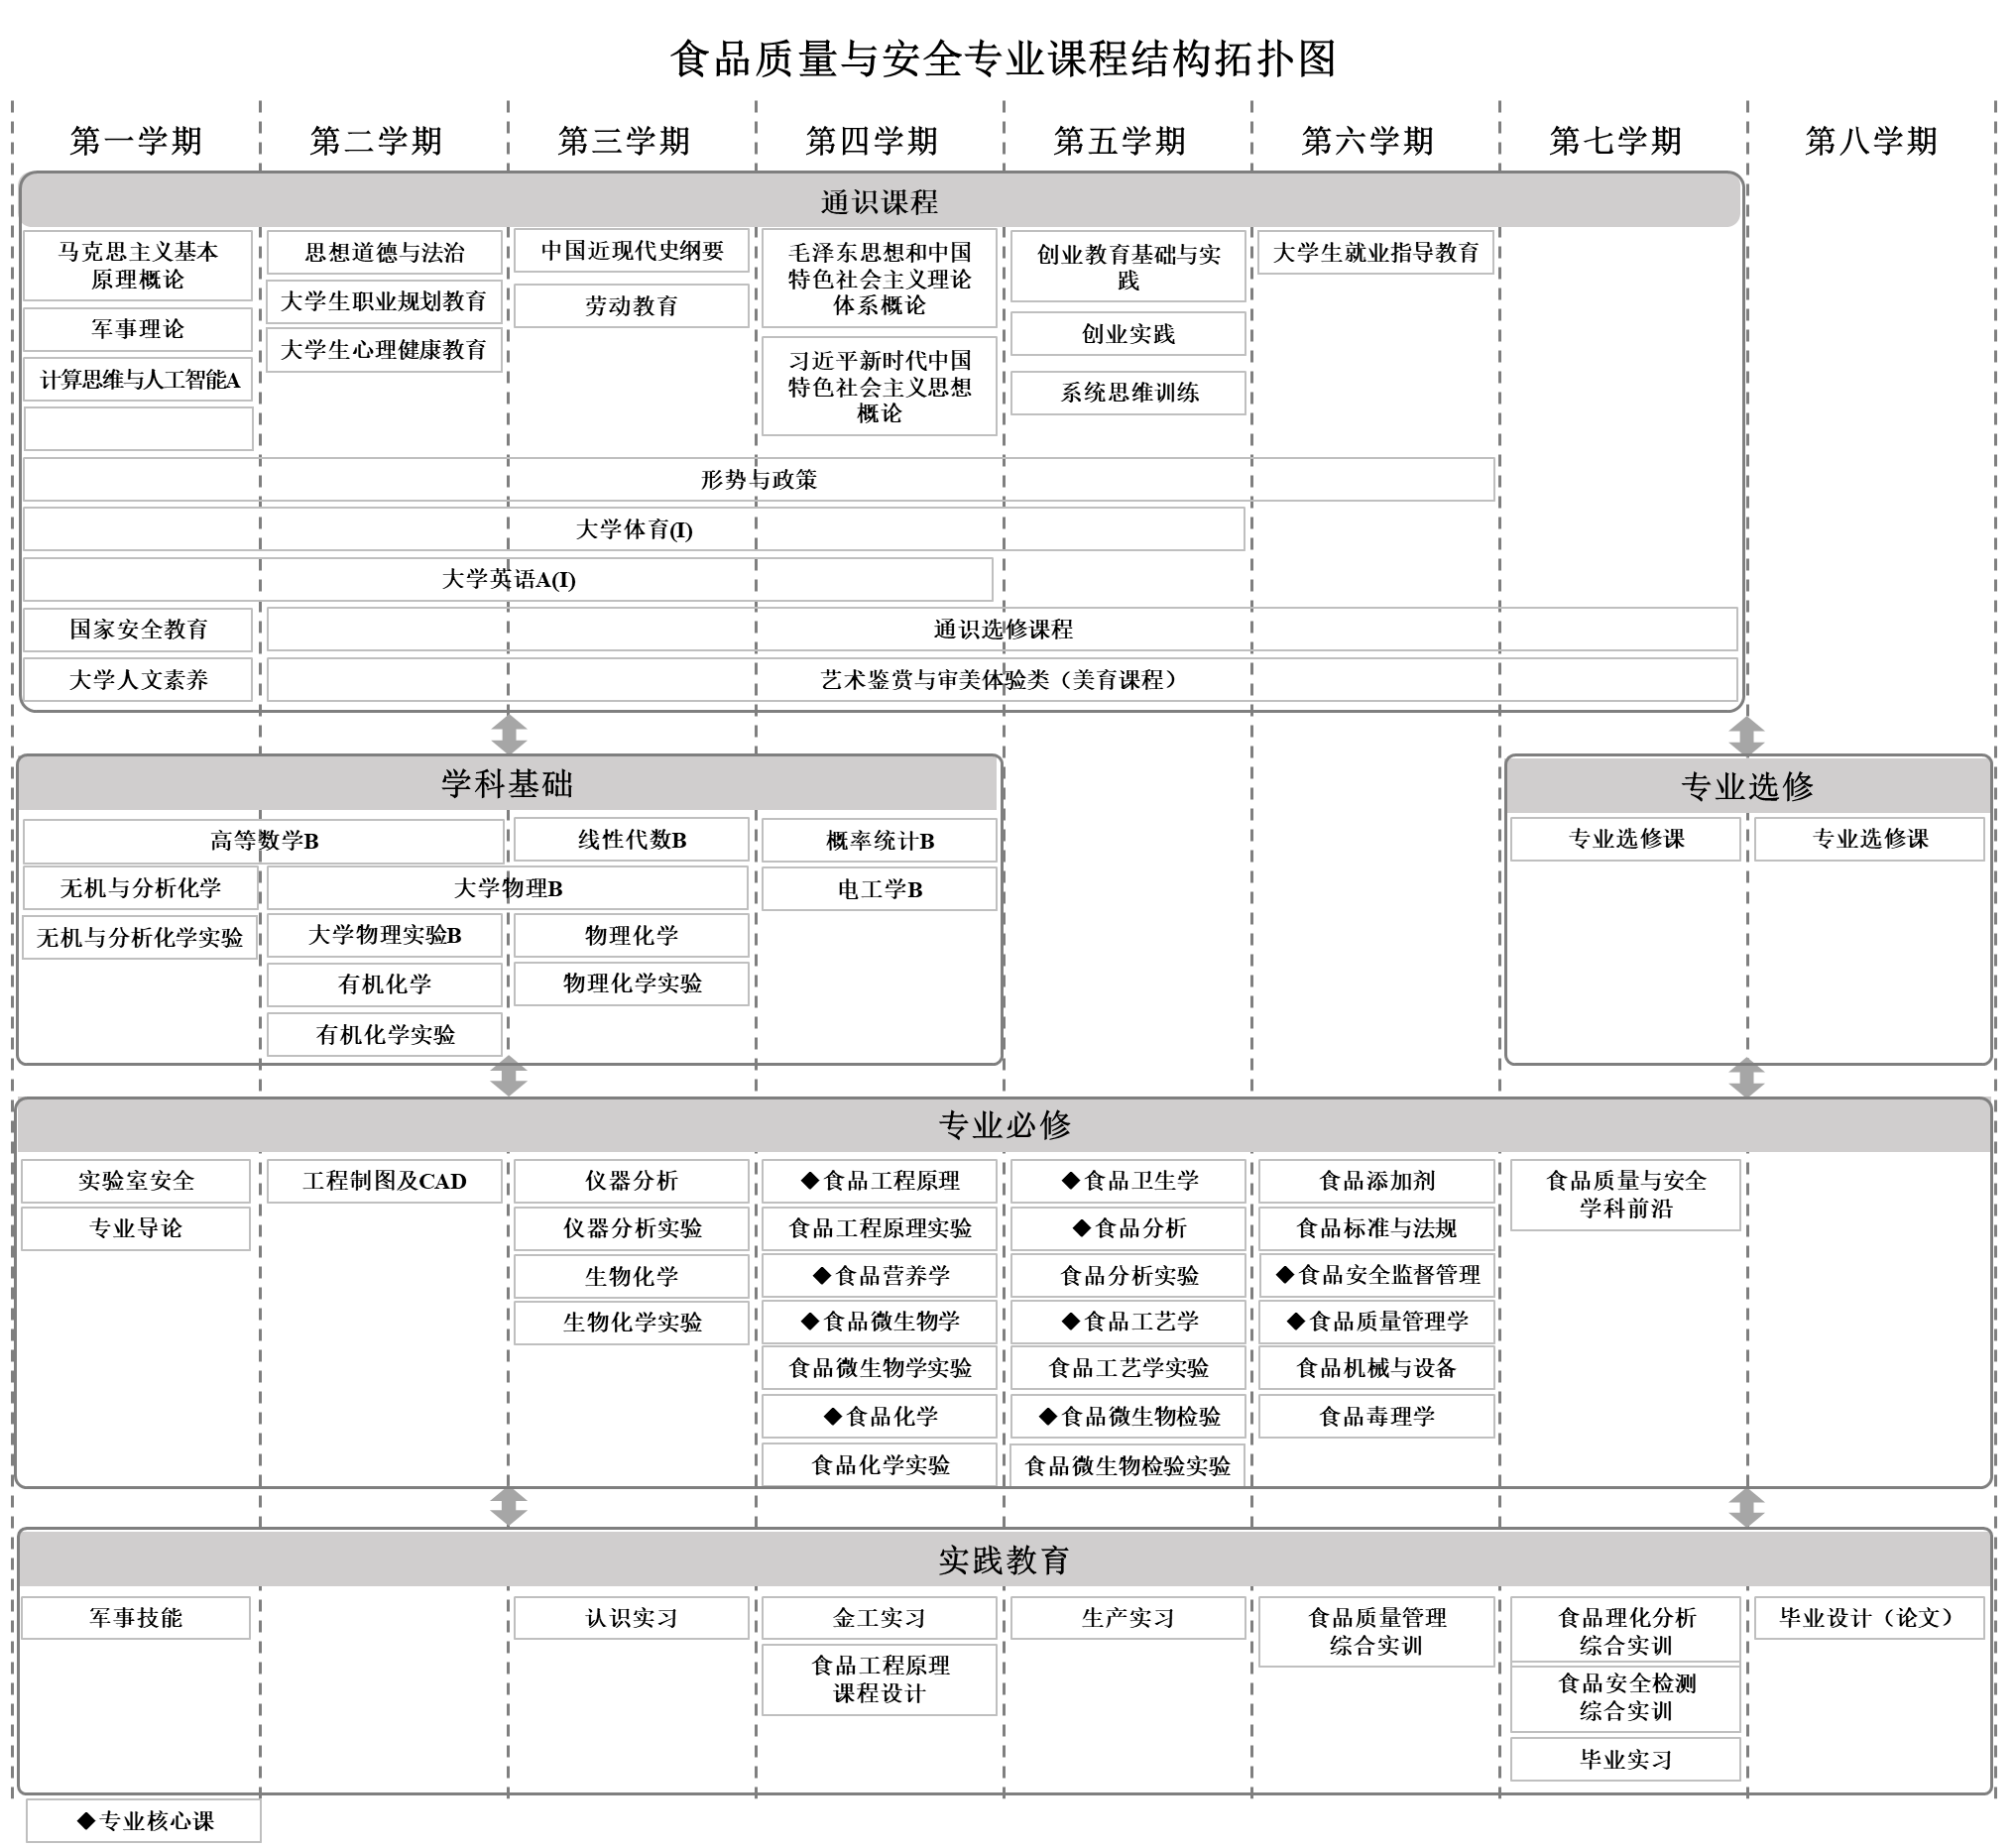 食品质量与安全专业课程结构拓扑图
第一学期 第二学期 第三学期 第四学期 第五学期 第六学期 第七学期 第八学期
通识课程
马克思主义基本
原理概论
军事理论
计算思维与人工智能A
思想道德与法治
大学生职业规划教育
大学生心理健康教育
中国近现代史纲要
劳动教育
毛泽东思想和中国
特色社会主义理论
体系概论
习近平新时代中国
特色社会主义思想
概论
创业教育基础与实
践
创业实践
系统思维训练
大学生就业指导教育
形势与政策
大学体育(I)
大学英语A(I)
国家安全教育
通识选修课程
大学人文素养
艺术鉴赏与审美体验类（美育课程）
学科基础
高等数学B
无机与分析化学
无机与分析化学实验
大学物理B
大学物理实验B
有机化学
有机化学实验
线性代数B
物理化学
物理化学实验
概率统计B
电工学B
专业选修
专业选修课
专业选修课
专业必修
实验室安全
专业导论
工程制图及CAD
仪器分析
仪器分析实验
生物化学
生物化学实验
◆食品工程原理
食品工程原理实验
◆食品营养学
◆食品微生物学
食品微生物学实验
◆食品化学
食品化学实验
◆食品卫生学
◆食品分析
食品分析实验
◆食品工艺学
食品工艺学实验
◆食品微生物检验
食品微生物检验实验
食品添加剂
食品标准与法规
◆食品安全监督管理
◆食品质量管理学
食品机械与设备
食品毒理学
食品质量与安全
学科前沿
实践教育
军事技能
认识实习
金工实习
食品工程原理
课程设计
生产实习
食品质量管理
综合实训
食品理化分析
综合实训
食品安全检测
综合实训
毕业实习
毕业设计（论文）
◆专业核心课